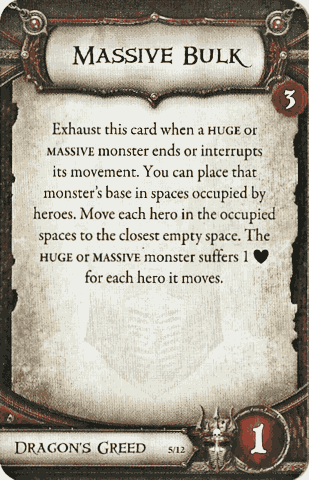 MASSIVE BULK
3
Exhaust this card when a HUGE or
MASSIVE monster ends or interrupts
its movement. You can place that
monster's base in spaces occupied by
heroes. Move each hero in the occupied
spaces to the closest empty space. The
HUGE or MASSIVE monster suffers 1 ♥
for each hero it moves.
DRAGON'S GREED 5/12
1